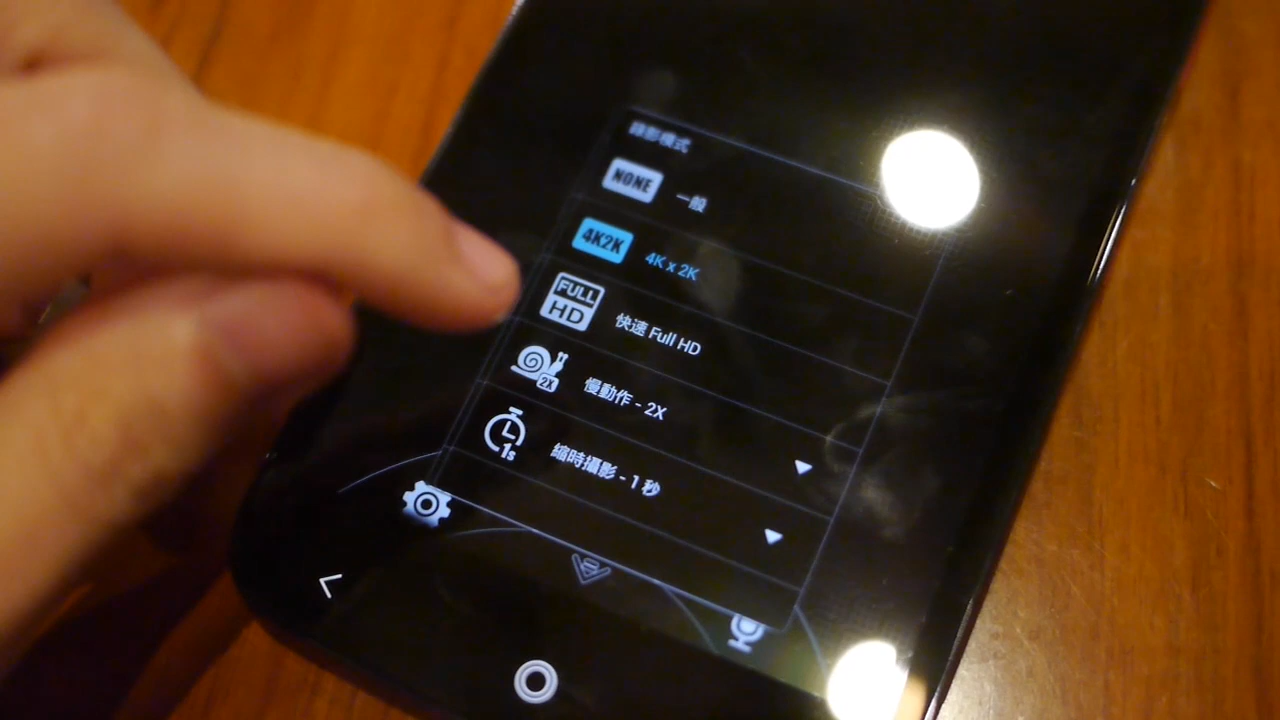 錄影模式
NONE 一般
4K2K 4K x 2K
FULL HD 快速 Full HD
2X 慢動作 - 2X
1s 縮時攝影 - 1 秒